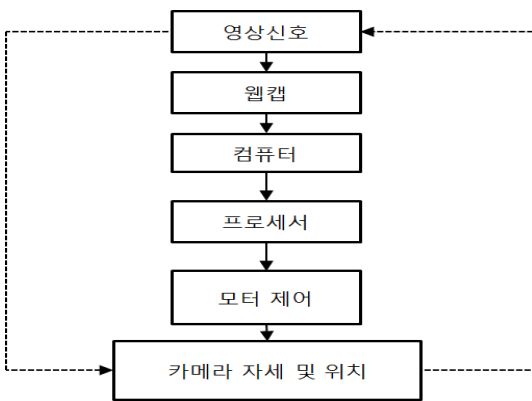 영상신호
웹캡
컴퓨터
프로세서
모터 제어
카메라 자세 및 위치